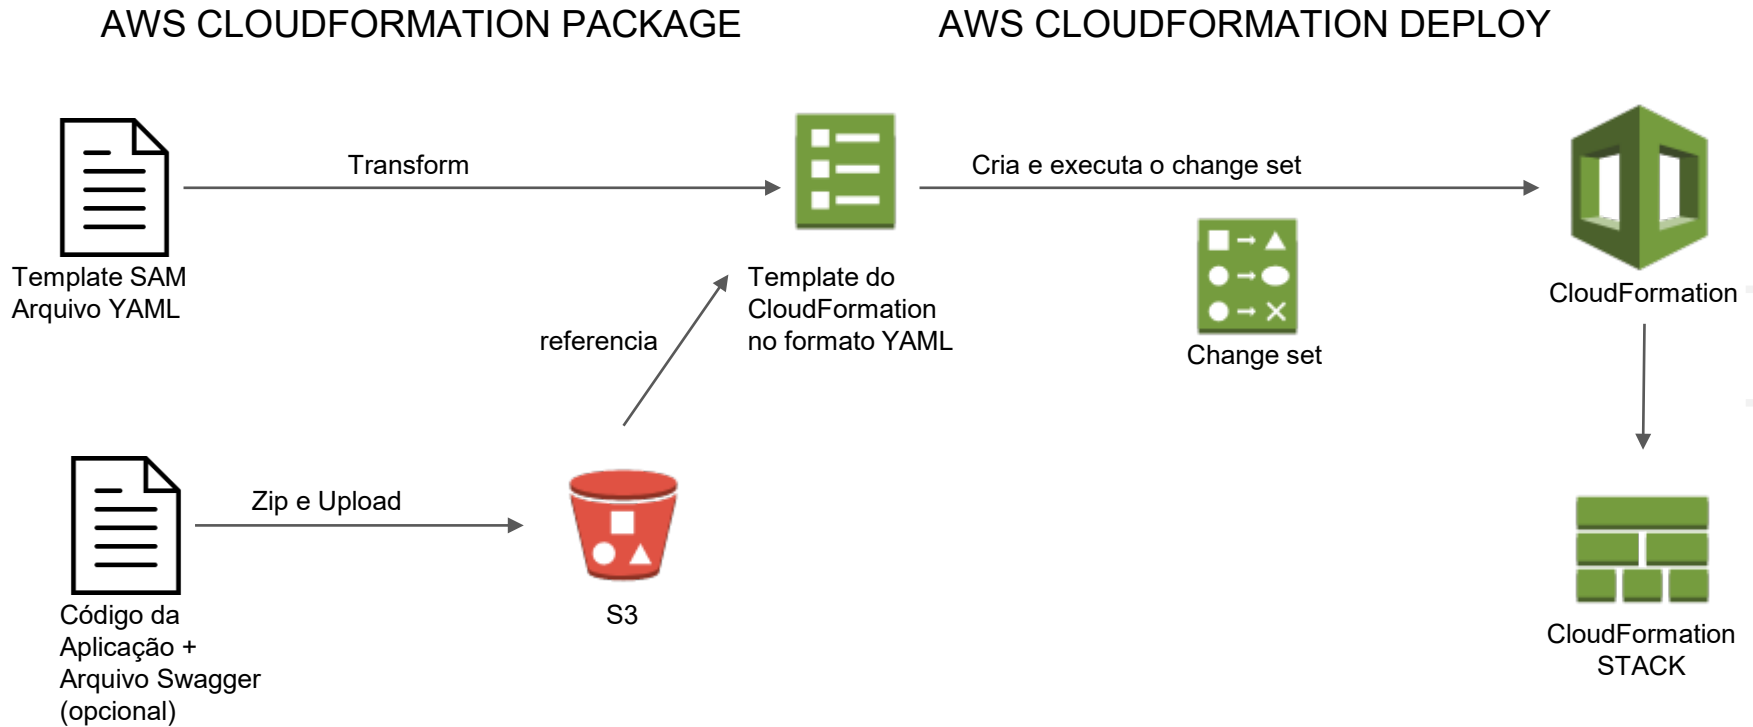 AWS CLOUDFORMATION PACKAGE
AWS CLOUDFORMATION DEPLOY
Transform
Cria e executa o change set
Template SAM
Arquivo YAML
Template do
CloudFormation
no formato YAML
CloudFormation
referencia
Change set
Zip e Upload
Código da
Aplicação +
Arquivo Swagger
(opcional)
S3
CloudFormation
STACK